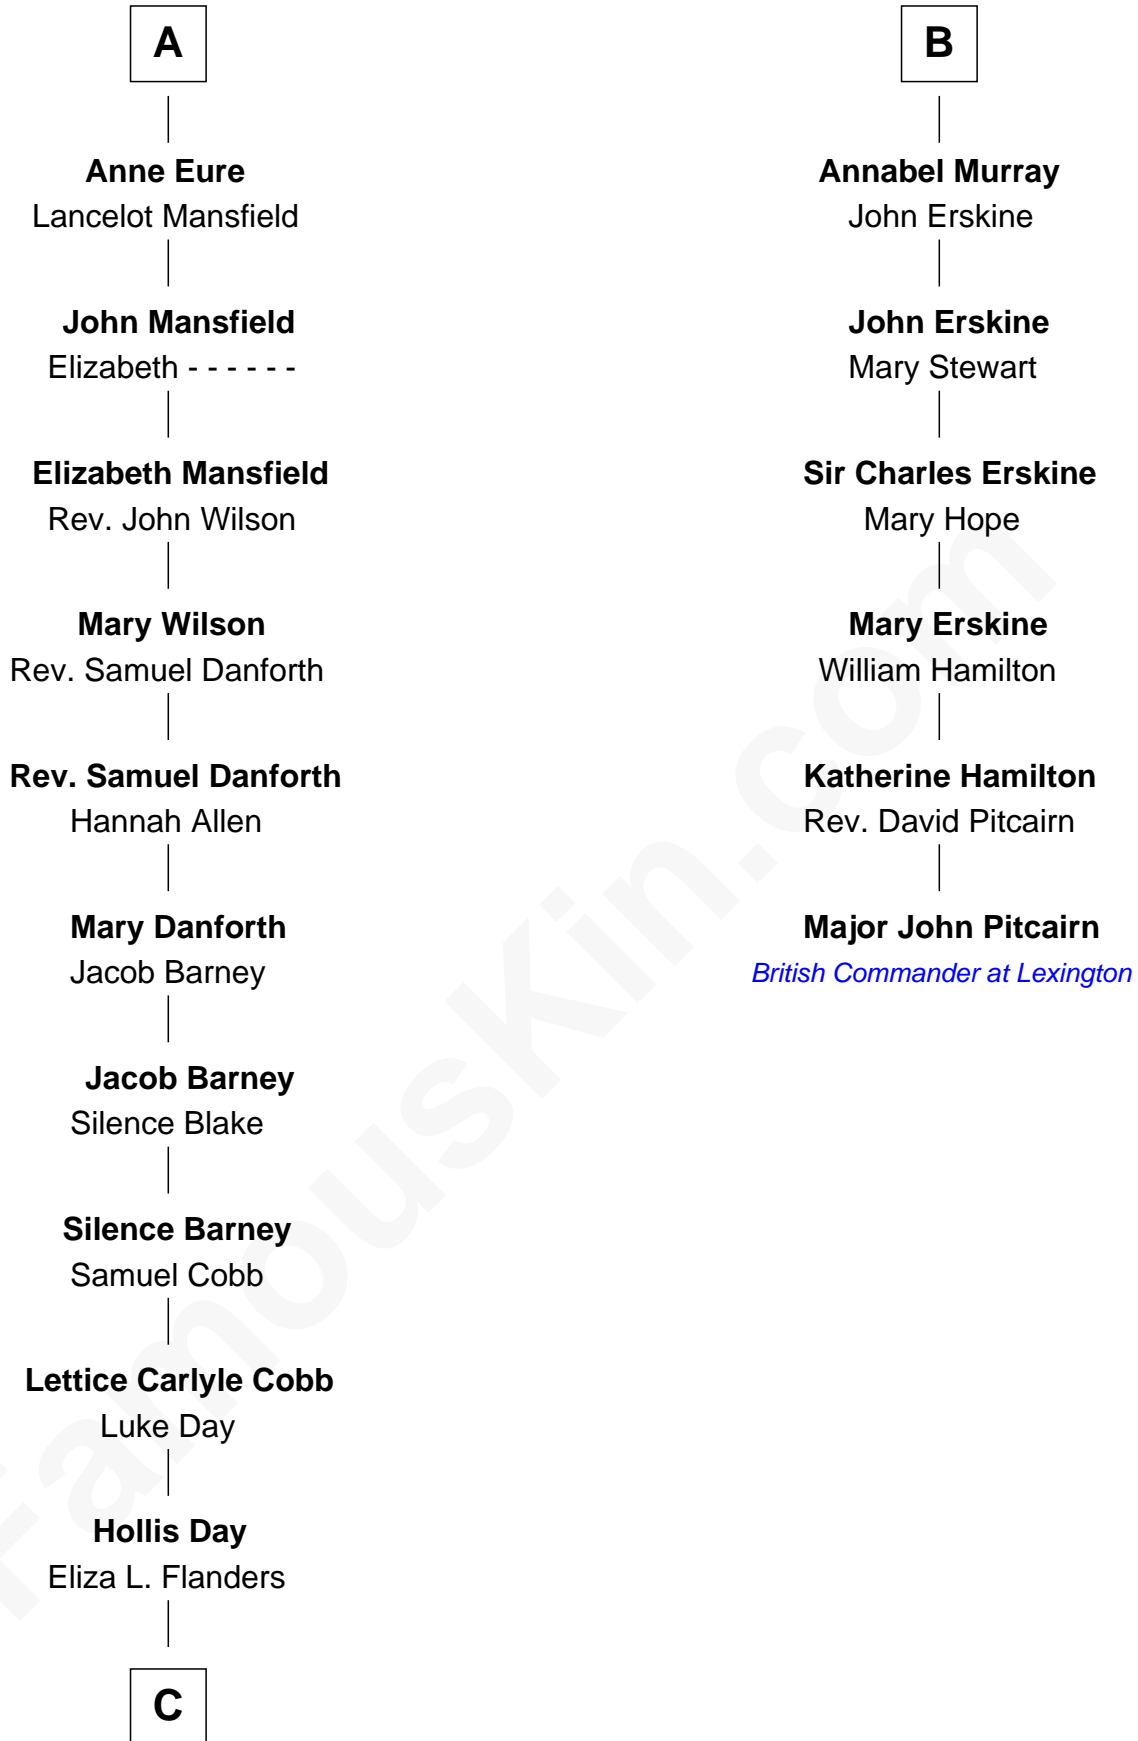 A
Anne Eure
Lancelot Mansfield
John Mansfield
Elizabeth - - - - - -
Elizabeth Mansfield
Rev. John Wilson
Mary Wilson
Rev. Samuel Danforth
Rev. Samuel Danforth
Hannah Allen
Mary Danforth
Jacob Barney
Jacob Barney
Silence Blake
Silence Barney
Samuel Cobb
Lettice Carlyle Cobb
Luke Day
Hollis Day
Eliza L. Flanders
C
B
Annabel Murray
John Erskine
John Erskine
Mary Stewart
Sir Charles Erskine
Mary Hope
Mary Erskine
William Hamilton
Katherine Hamilton
Rev. David Pitcairn
Major John Pitcairn
British Commander at Lexington
FamousKin.com